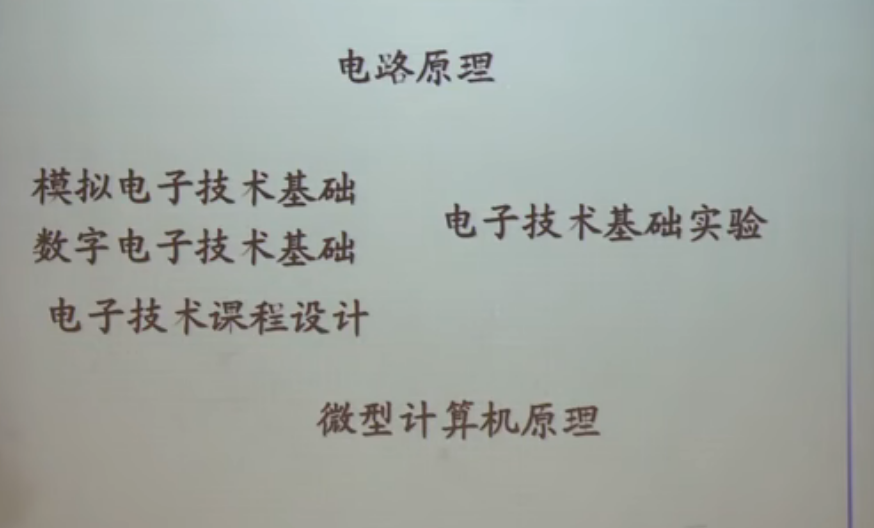 电路原理
模拟电子技术基础
数字电子技术基础
电子技术基础实验
电子技术课程设计
微型计算机原理